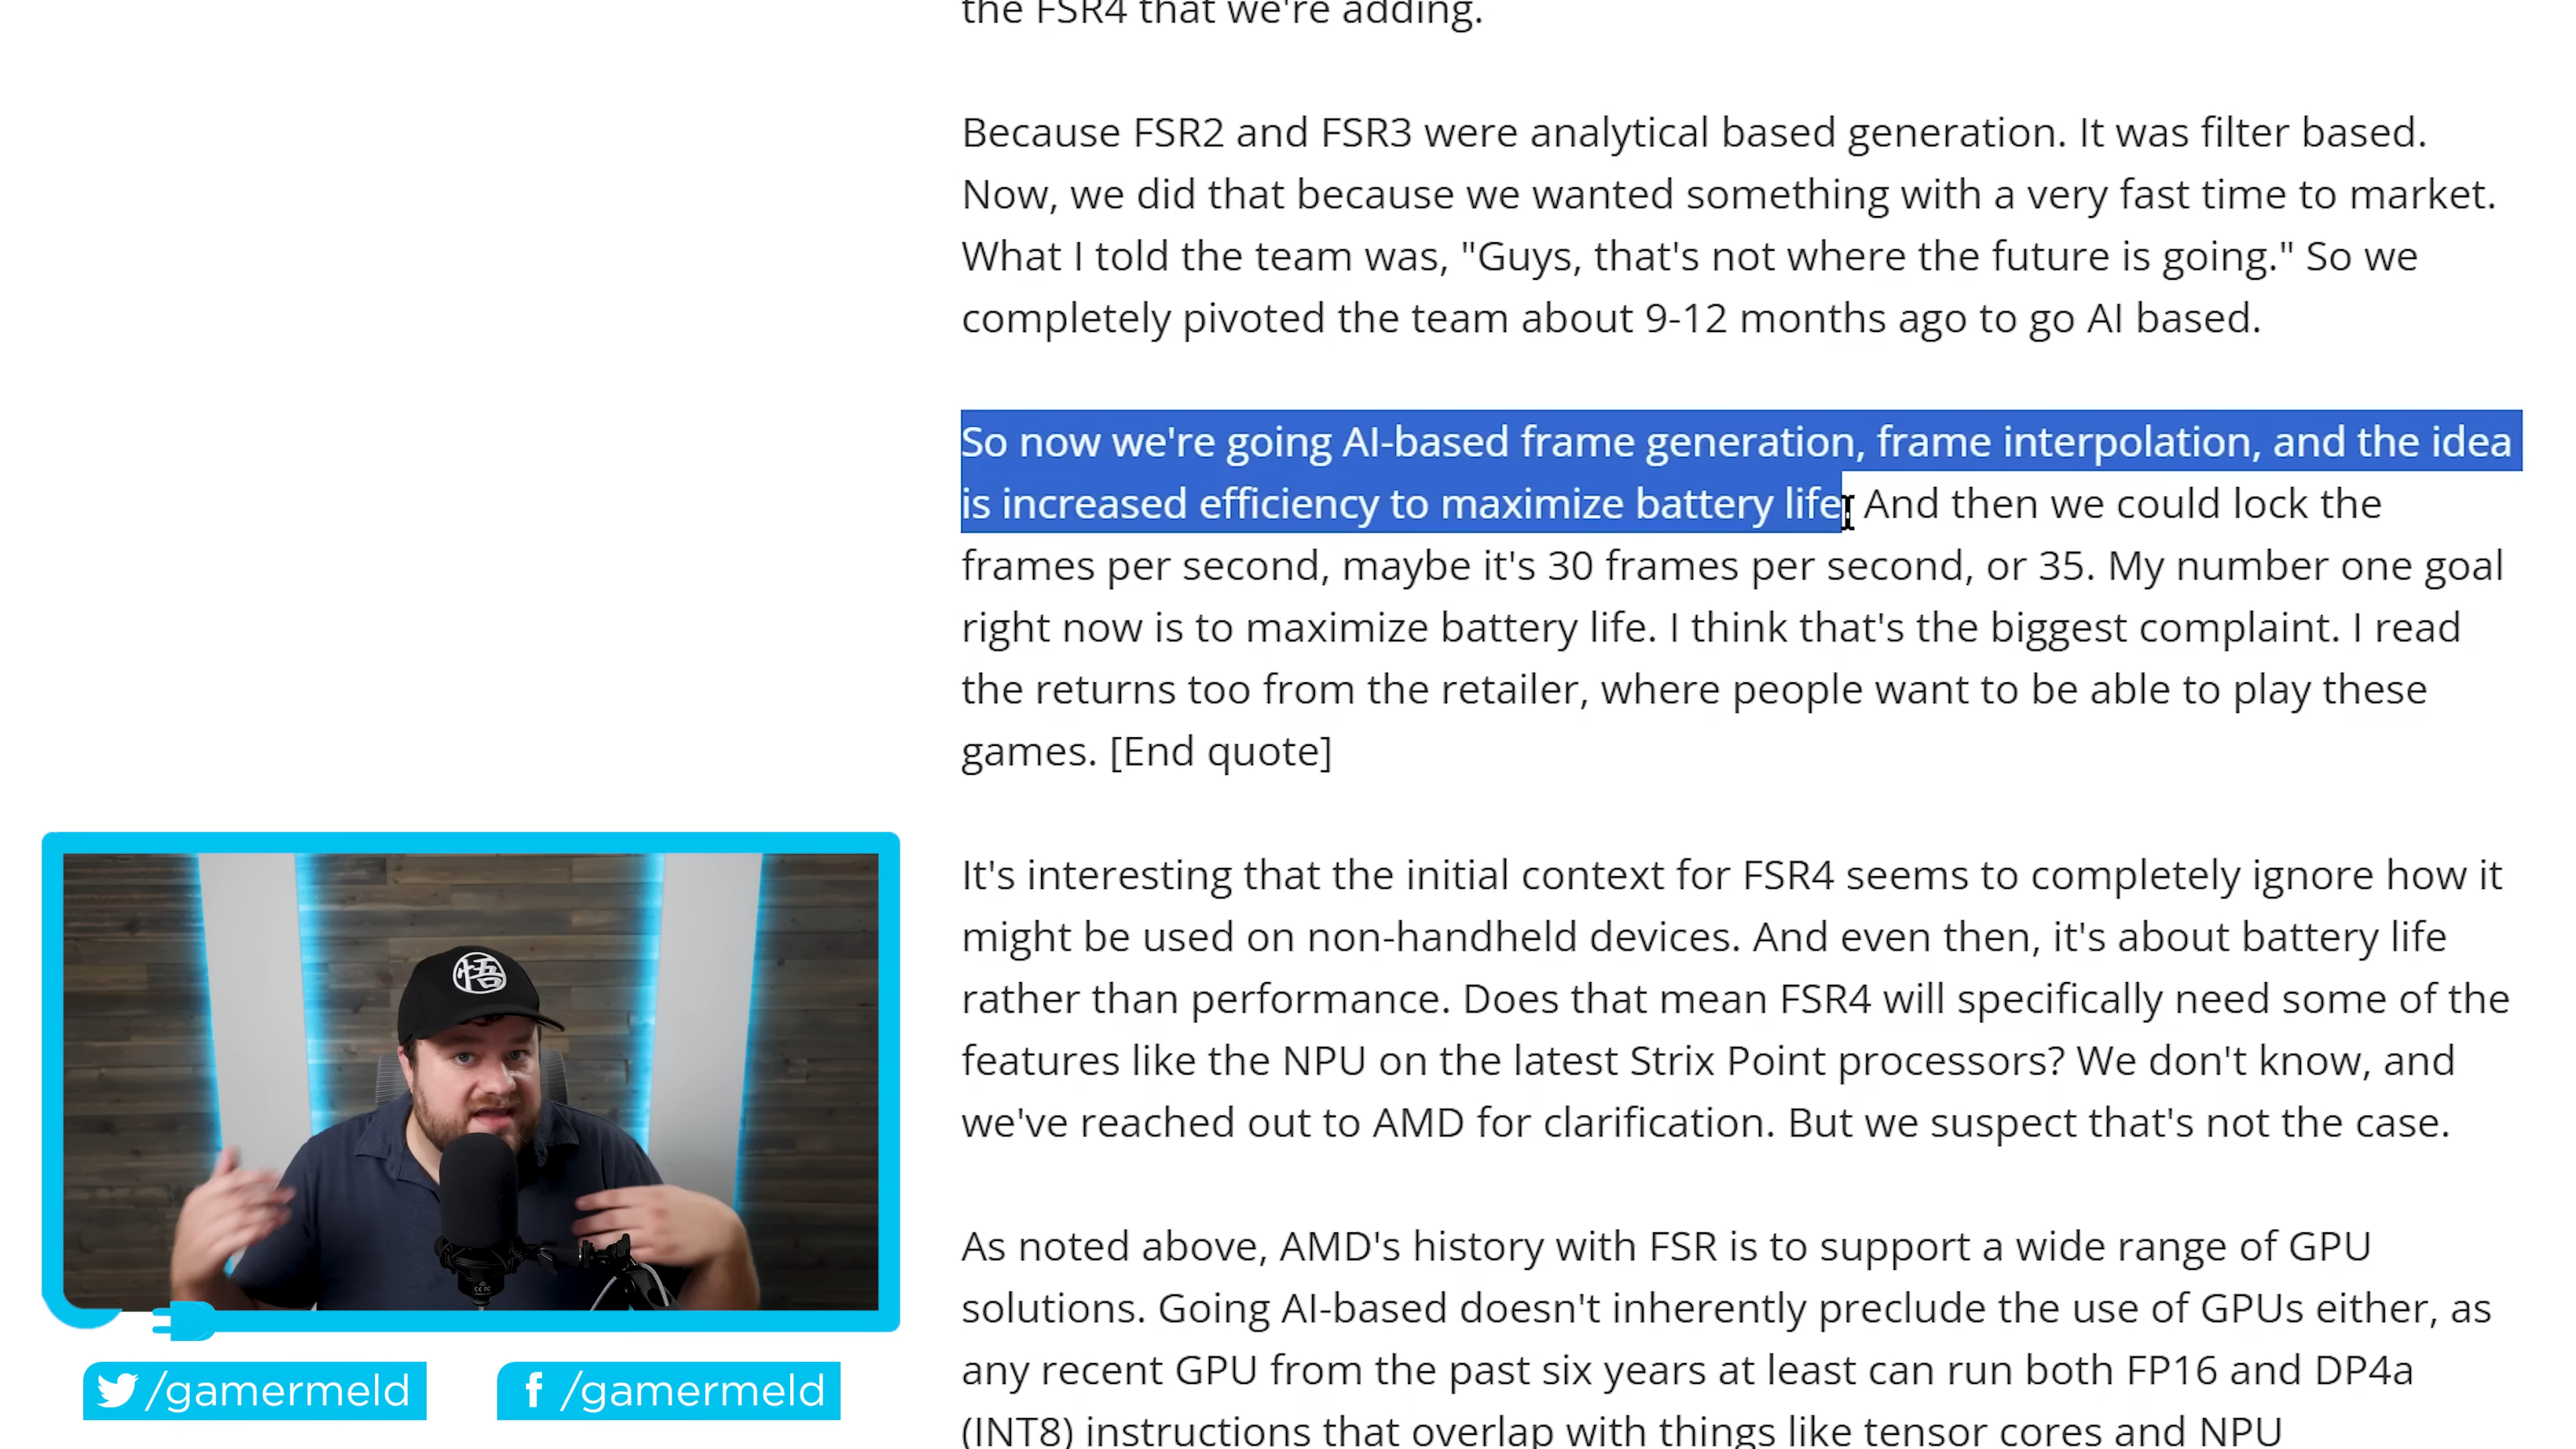 the FSR4 that we're adding.
Because FSR2 and FSR3 were analytical based generation. It was filter based.
Now, we did that because we wanted something with a very fast time to market.
What I told the team was, "Guys, that's not where the future is going." So we
completely pivoted the team about 9-12 months ago to go AI based.
So now we're going AI-based frame generation, frame interpolation, and the idea
is increased efficiency to maximize battery life. And then we could lock the
frames per second, maybe it's 30 frames per second, or 35. My number one goal
right now is to maximize battery life. I think that's the biggest complaint. I read
the returns too from the retailer, where people want to be able to play these
games. [End quote]
It's interesting that the initial context for FSR4 seems to completely ignore how it
might be used on non-handheld devices. And even then, it's about battery life
rather than performance. Does that mean FSR4 will specifically need some of the
features like the NPU on the latest Strix Point processors? We don't know, and
we've reached out to AMD for clarification. But we suspect that's not the case.
As noted above, AMD's history with FSR is to support a wide range of GPU
solutions. Going AI-based doesn't inherently preclude the use of GPUs either, as
any recent GPU from the past six years at least can run both FP16 and DP4a
(INT8) instructions that overlap with things like tensor cores and NPU
悟
/gamermeld
/gamermeld